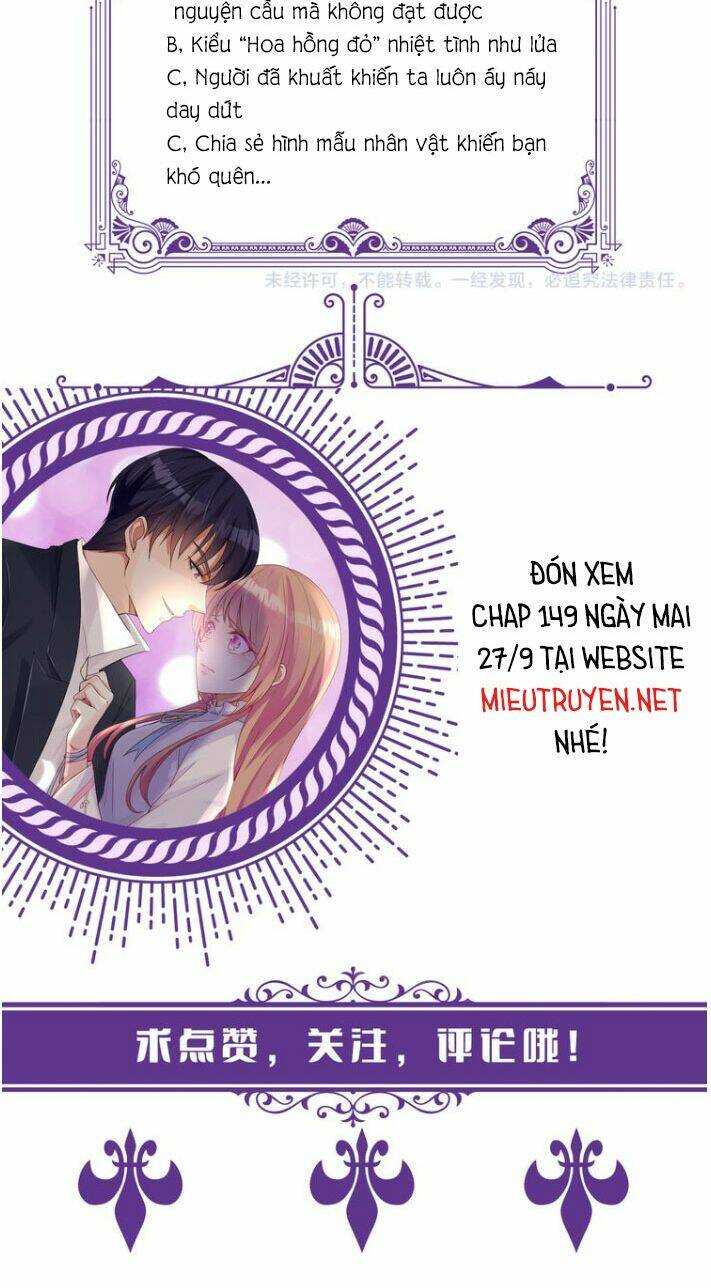 nguyện cầu mà không đạt được
B, Kiểu “Hoa hồng đỏ” nhiệt tình như lửa
C, Người đã khuất khiến ta luôn áy náy
day dứt
C, Chia sẻ hình mẫu nhân vật khiến bạn
khó quên...
未经许可，不能转载。一经发现，必追究法律责任。
ĐÓN XEM
CHAP 149 NGÀY MAI
27/9 TẠI WEBSITE
MIEUTRUYEN.NET
NHÉ!
求点赞，关注，评论哦！